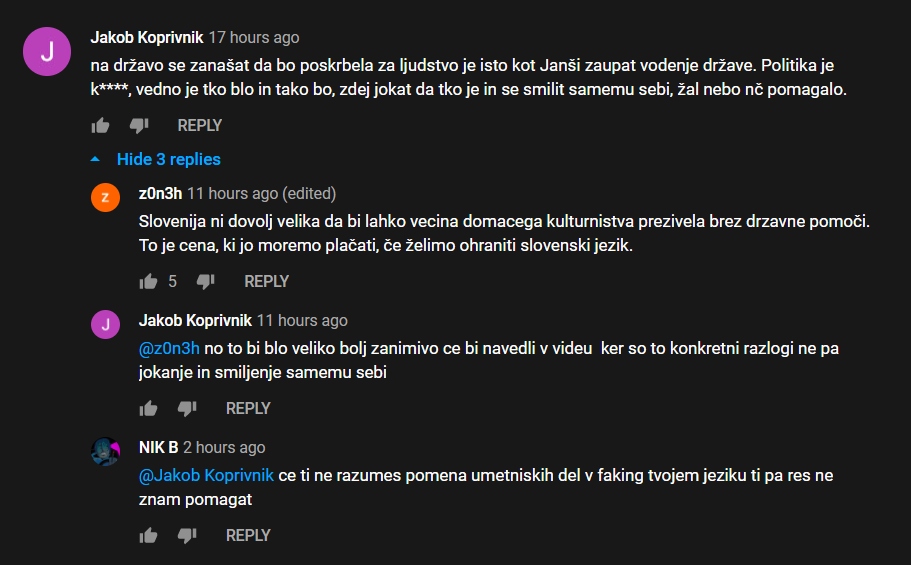 J
Jakob Koprivnik 17 hours ago
na državo se zanašat da bo poskrbela za ljudstvo je isto kot Janši zaupat vodenje države. Politika je
k****, vedno je tko blo in tako bo, zdej jokat da tko je in se smilit samemu sebi, žal nebo nč pomagalo.
REPLY
Hide 3 replies
z
z0n3h 11 hours ago (edited)
Slovenija ni dovolj velika da bi lahko vecina domacega kulturnistva prezivela brez drzavne pomoči.
To je cena, ki jo moremo plačati, če želimo ohraniti slovenski jezik.
5 REPLY
J
Jakob Koprivnik 11 hours ago
@z0n3h no to bi blo veliko bolj zanimivo ce bi navedli v videu  ker so to konkretni razlogi ne pa
jokanje in smiljenje samemu sebi
REPLY
NIK B 2 hours ago
@Jakob Koprivnik ce ti ne razumes pomena umetniskih del v faking tvojem jeziku ti pa res ne
znam pomagat
REPLY